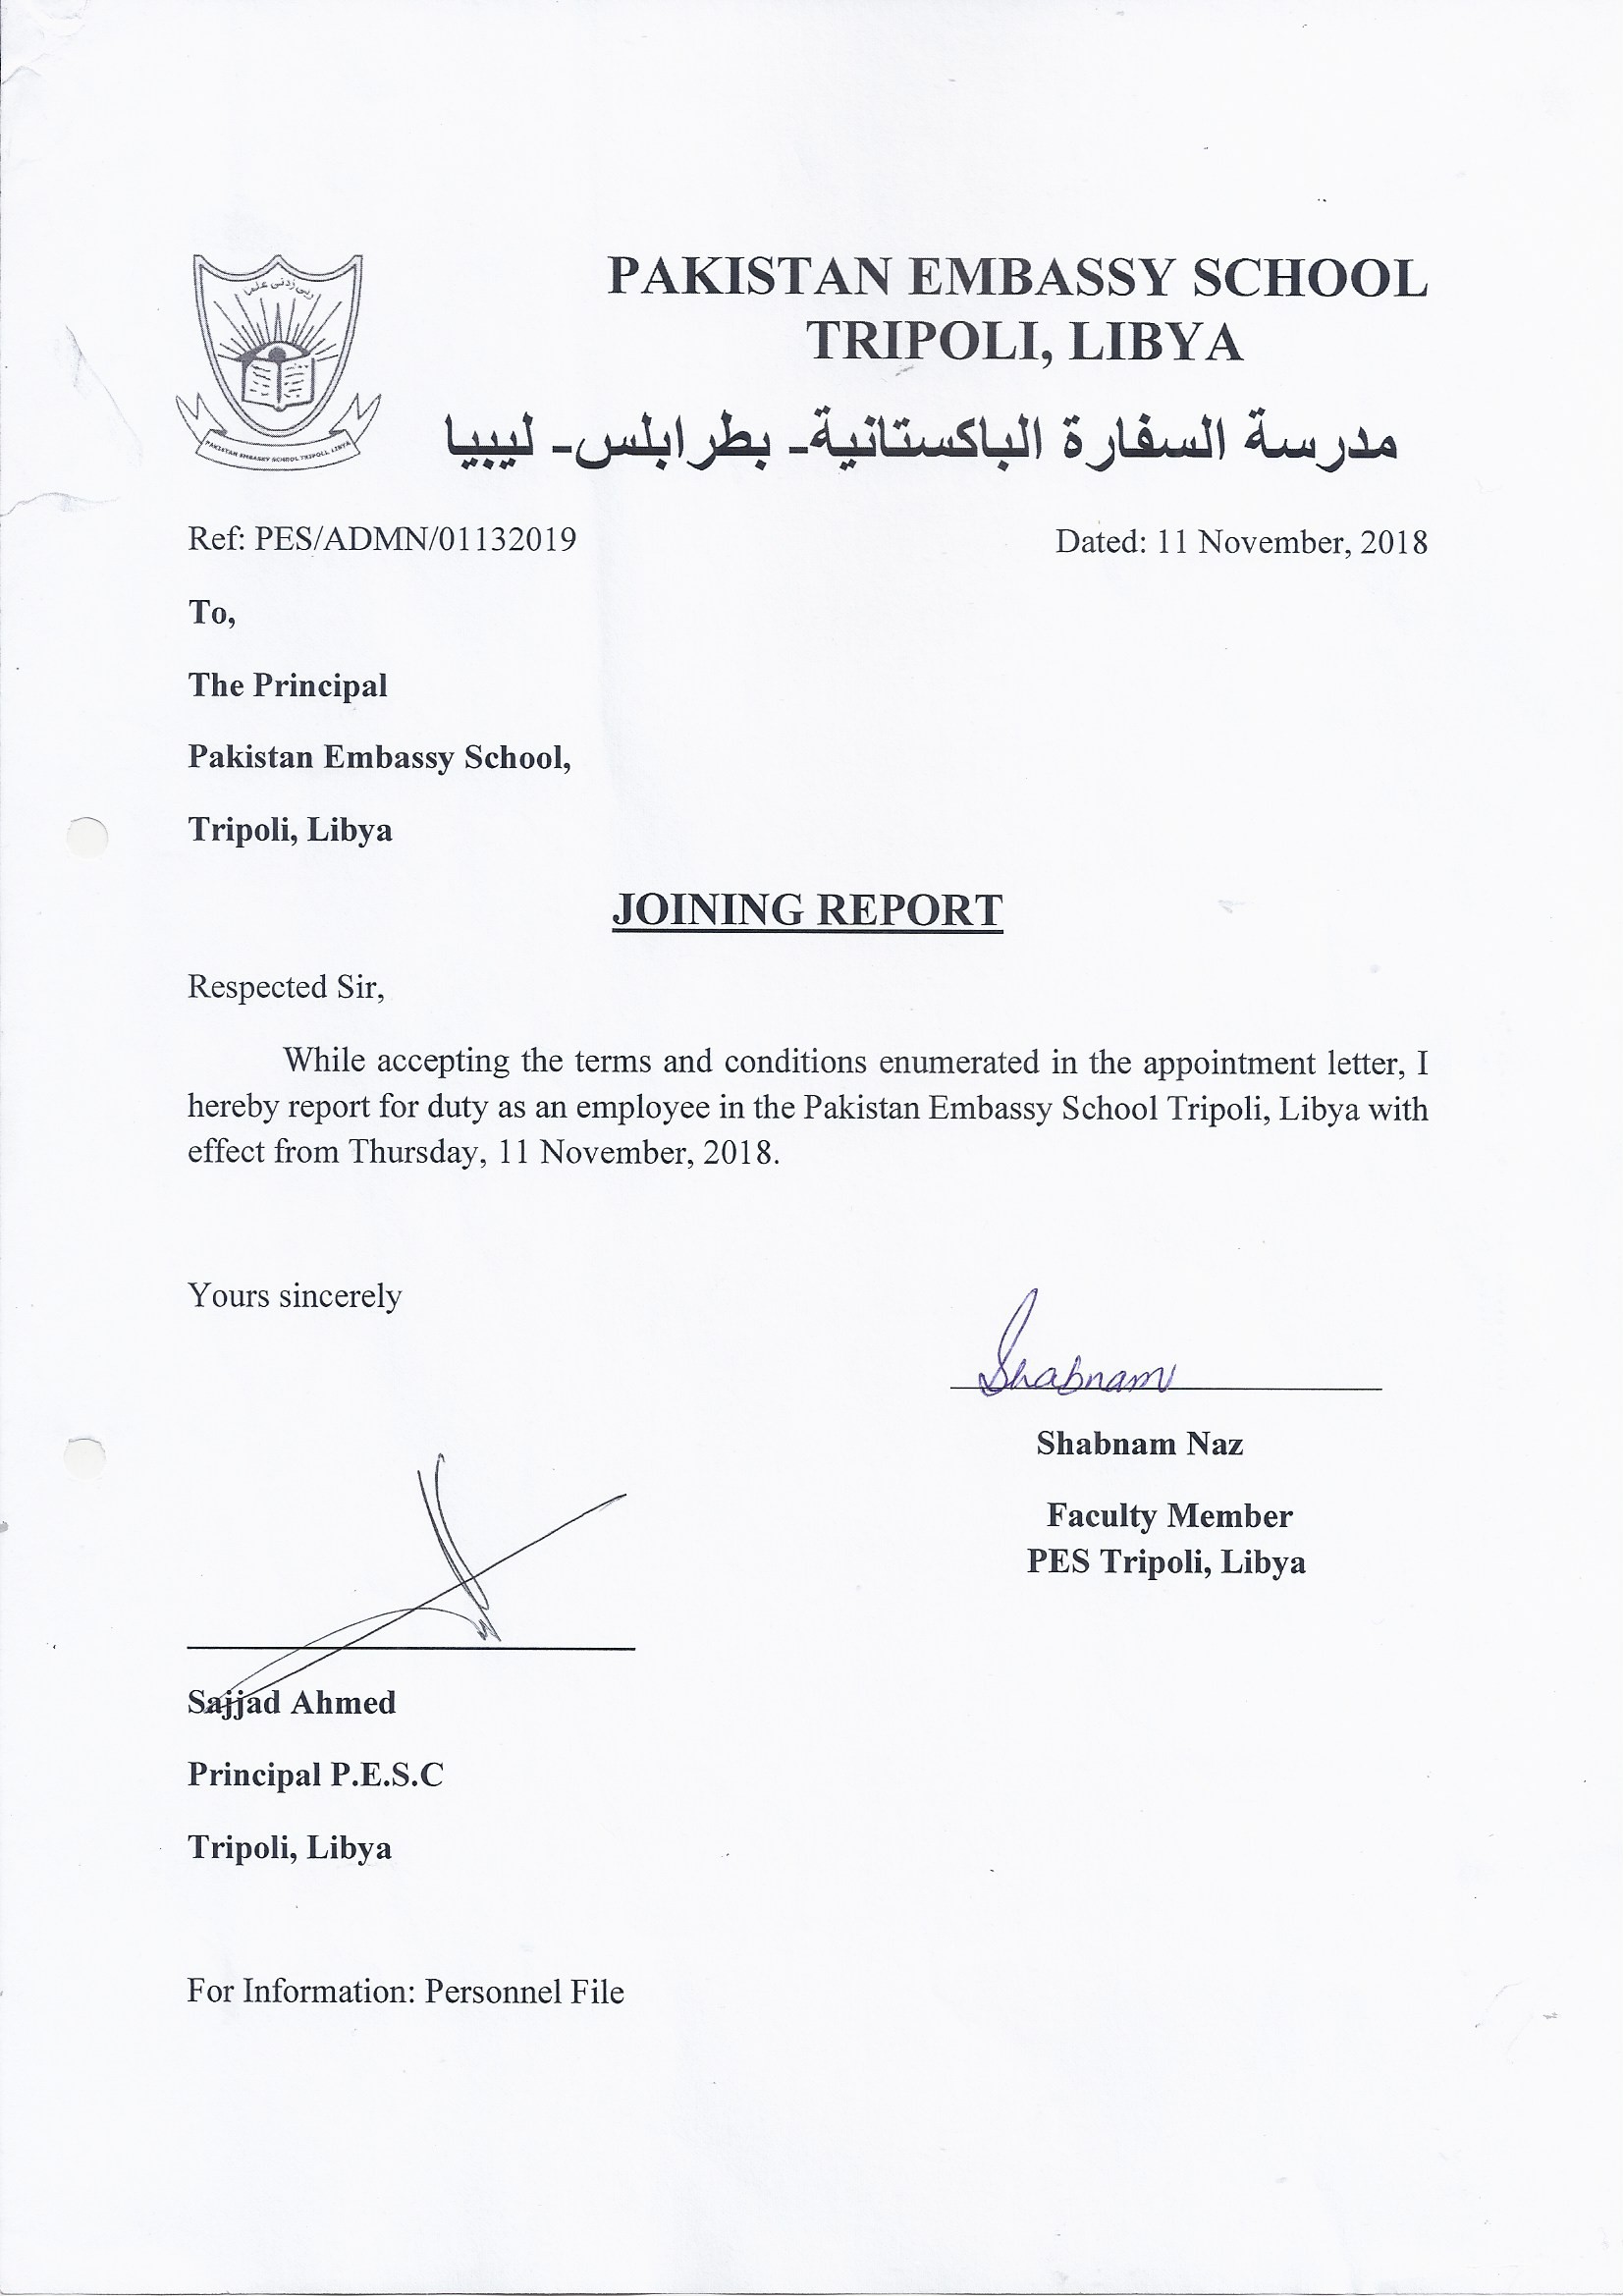 ربی زدنی علما
PAKISTAN EMBASSY SCHOOL TRIPOLI, LIBYA
PAKISTAN EMBASSY SCHOOL
TRIPOLI, LIBYA
مدرسة السفارة الباكستانية- بطرابلس- ليبيا
Ref: PES/ADMN/01132019 Dated: 11 November, 2018
To,
The Principal
Pakistan Embassy School,
Tripoli, Libya
JOINING REPORT
Respected Sir,
While accepting the terms and conditions enumerated in the appointment letter, I
hereby report for duty as an employee in the Pakistan Embassy School Tripoli, Libya with
effect from Thursday, 11 November, 2018.
Yours sincerely
Shabnam
Shabnam Naz
Faculty Member
PES Tripoli, Libya
Sajjad Ahmed
Principal P.E.S.C
Tripoli, Libya
For Information: Personnel File